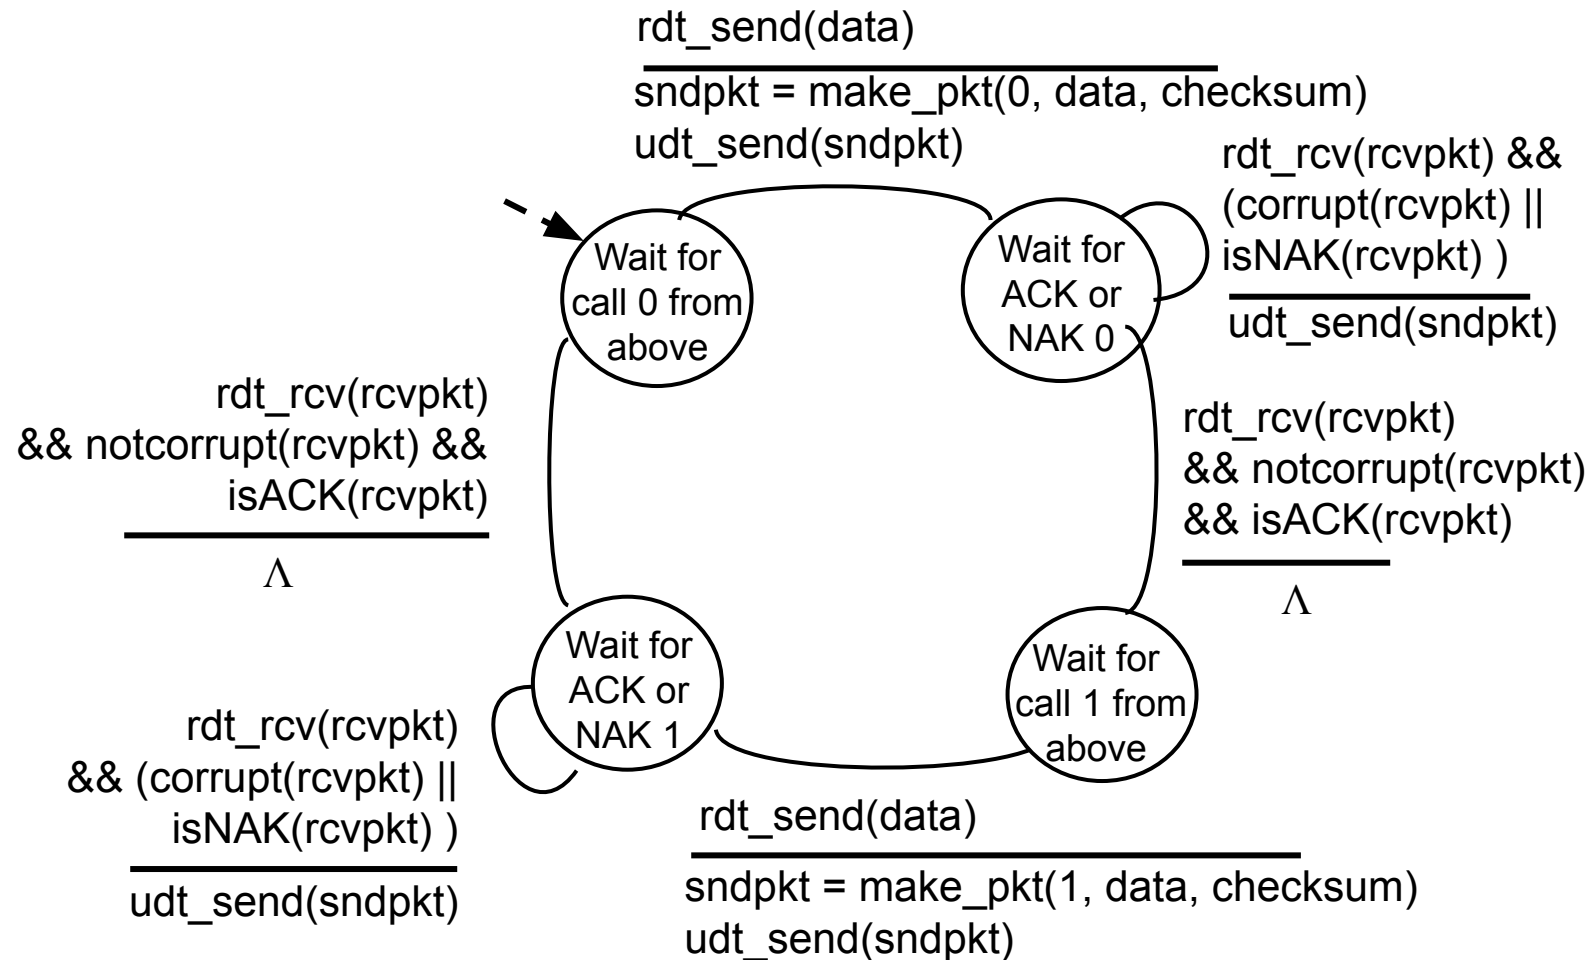 rdt_send(data)
sndpkt = make_pkt(0, data, checksum)
udt_send(sndpkt)
rdt_rcv(rcvpkt) &&
(corrupt(rcvpkt) ||
isNAK(rcvpkt) )
udt_send(sndpkt)
Wait for
call 0 from
above
Wait for
ACK or
NAK 0
rdt_rcv(rcvpkt)
&& notcorrupt(rcvpkt) &&
isACK(rcvpkt)
Λ
rdt_rcv(rcvpkt)
&& notcorrupt(rcvpkt)
&& isACK(rcvpkt)
Λ
Wait for
ACK or
NAK 1
Wait for
call 1 from
above
rdt_rcv(rcvpkt)
&& (corrupt(rcvpkt) ||
isNAK(rcvpkt) )
udt_send(sndpkt)
rdt_send(data)
sndpkt = make_pkt(1, data, checksum)
udt_send(sndpkt)